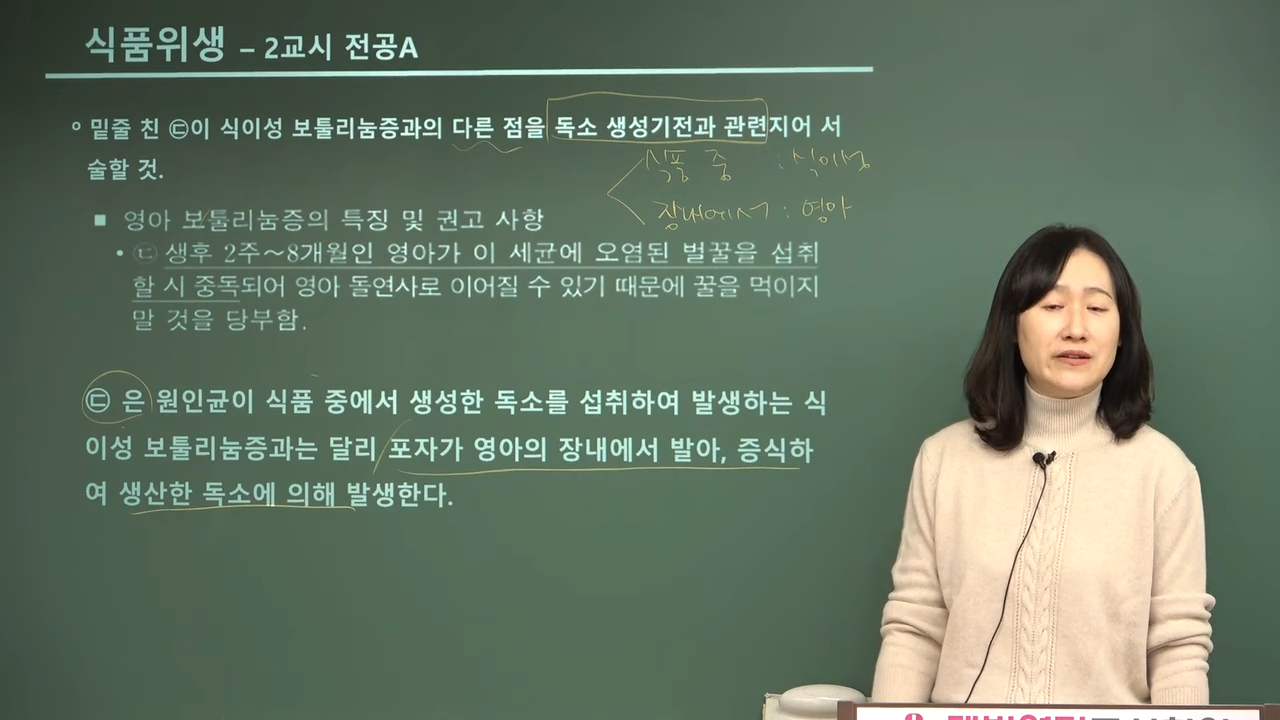 식품위생 – 2교시 전공A
○ 밑줄 친 ㉢이 식이성 보툴리눔증과의 다른 점을 독소 생성기전과 관련지어 서
술할 것.
식품 중 : 식이성
장내에서 : 영아
■ 영아 보툴리눔증의 특징 및 권고 사항
• ㉢ 생후 2주～8개월인 영아가 이 세균에 오염된 벌꿀을 섭취
할 시 중독되어 영아 돌연사로 이어질 수 있기 때문에 꿀을 먹이지
말 것을 당부함.
㉢ 은 원인균이 식품 중에서 생성한 독소를 섭취하여 발생하는 식
이성 보툴리눔증과는 달리 포자가 영아의 장내에서 발아, 증식하
여 생산한 독소에 의해 발생한다.